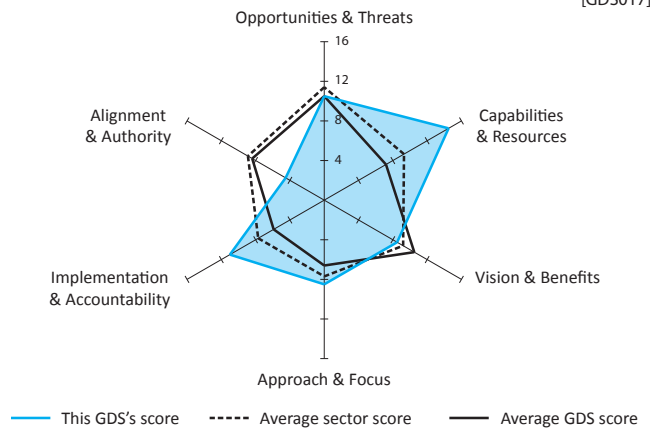 [GDS017]
Opportunities & Threats
16
12
8
4
Alignment
& Authority
Capabilities
& Resources
Implementation
& Accountability
Vision & Benefits
Approach & Focus
This GDS's score
Average sector score
Average GDS score